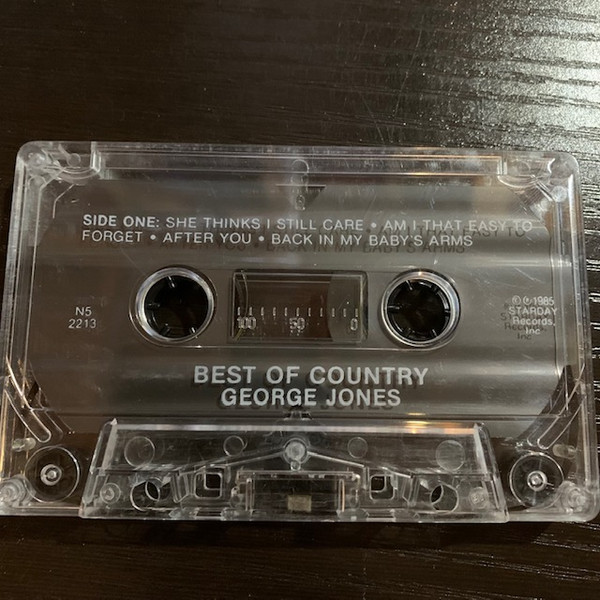 SIDE ONE: SHE THINKS I STILL CARE • AM I THAT EASY TO
FORGET • AFTER YOU • BACK IN MY BABY'S ARMS
N5
2213
100 50 0
©℗1985
STARDAY
Records,
Inc.
BEST OF COUNTRY
GEORGE JONES